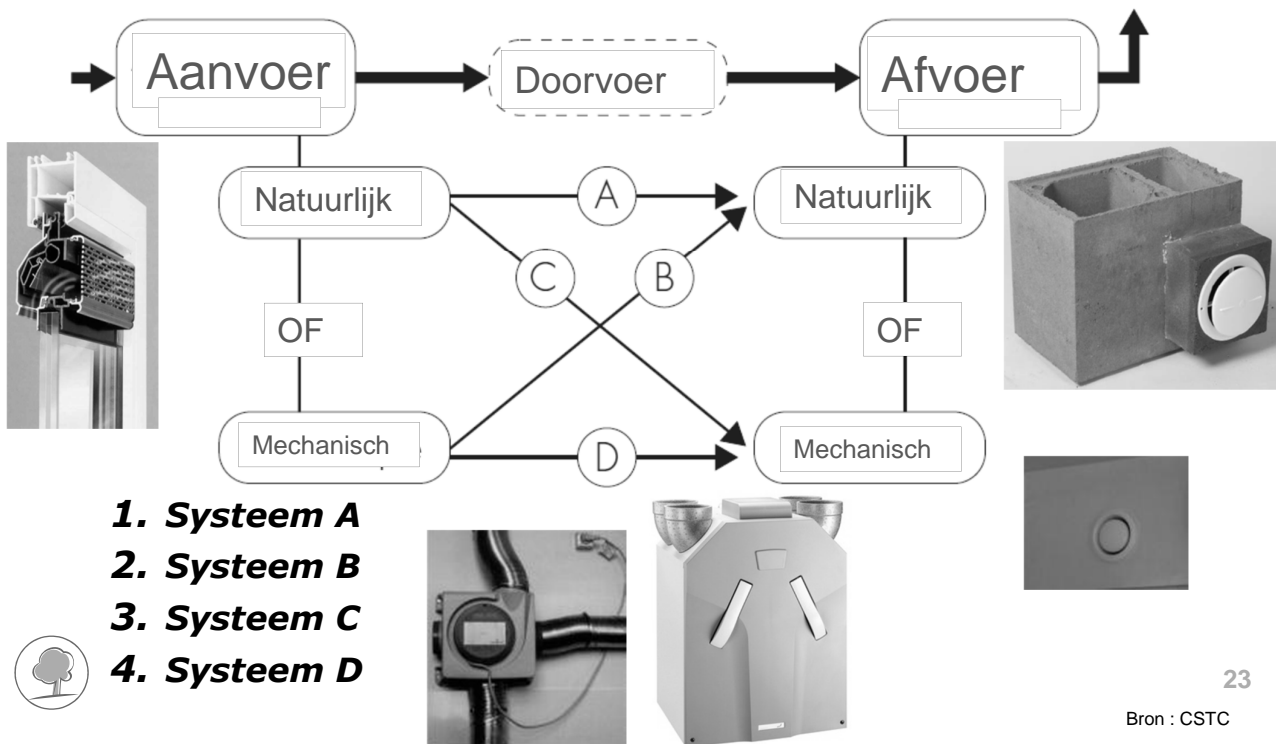 Aanvoer
Doorvoer
Afvoer
Natuurlijk
A
Natuurlijk
C
B
OF
OF
Mechanisch
D
Mechanisch
1. Systeem A
2. Systeem B
3. Systeem C
4. Systeem D
23
Bron : CSTC